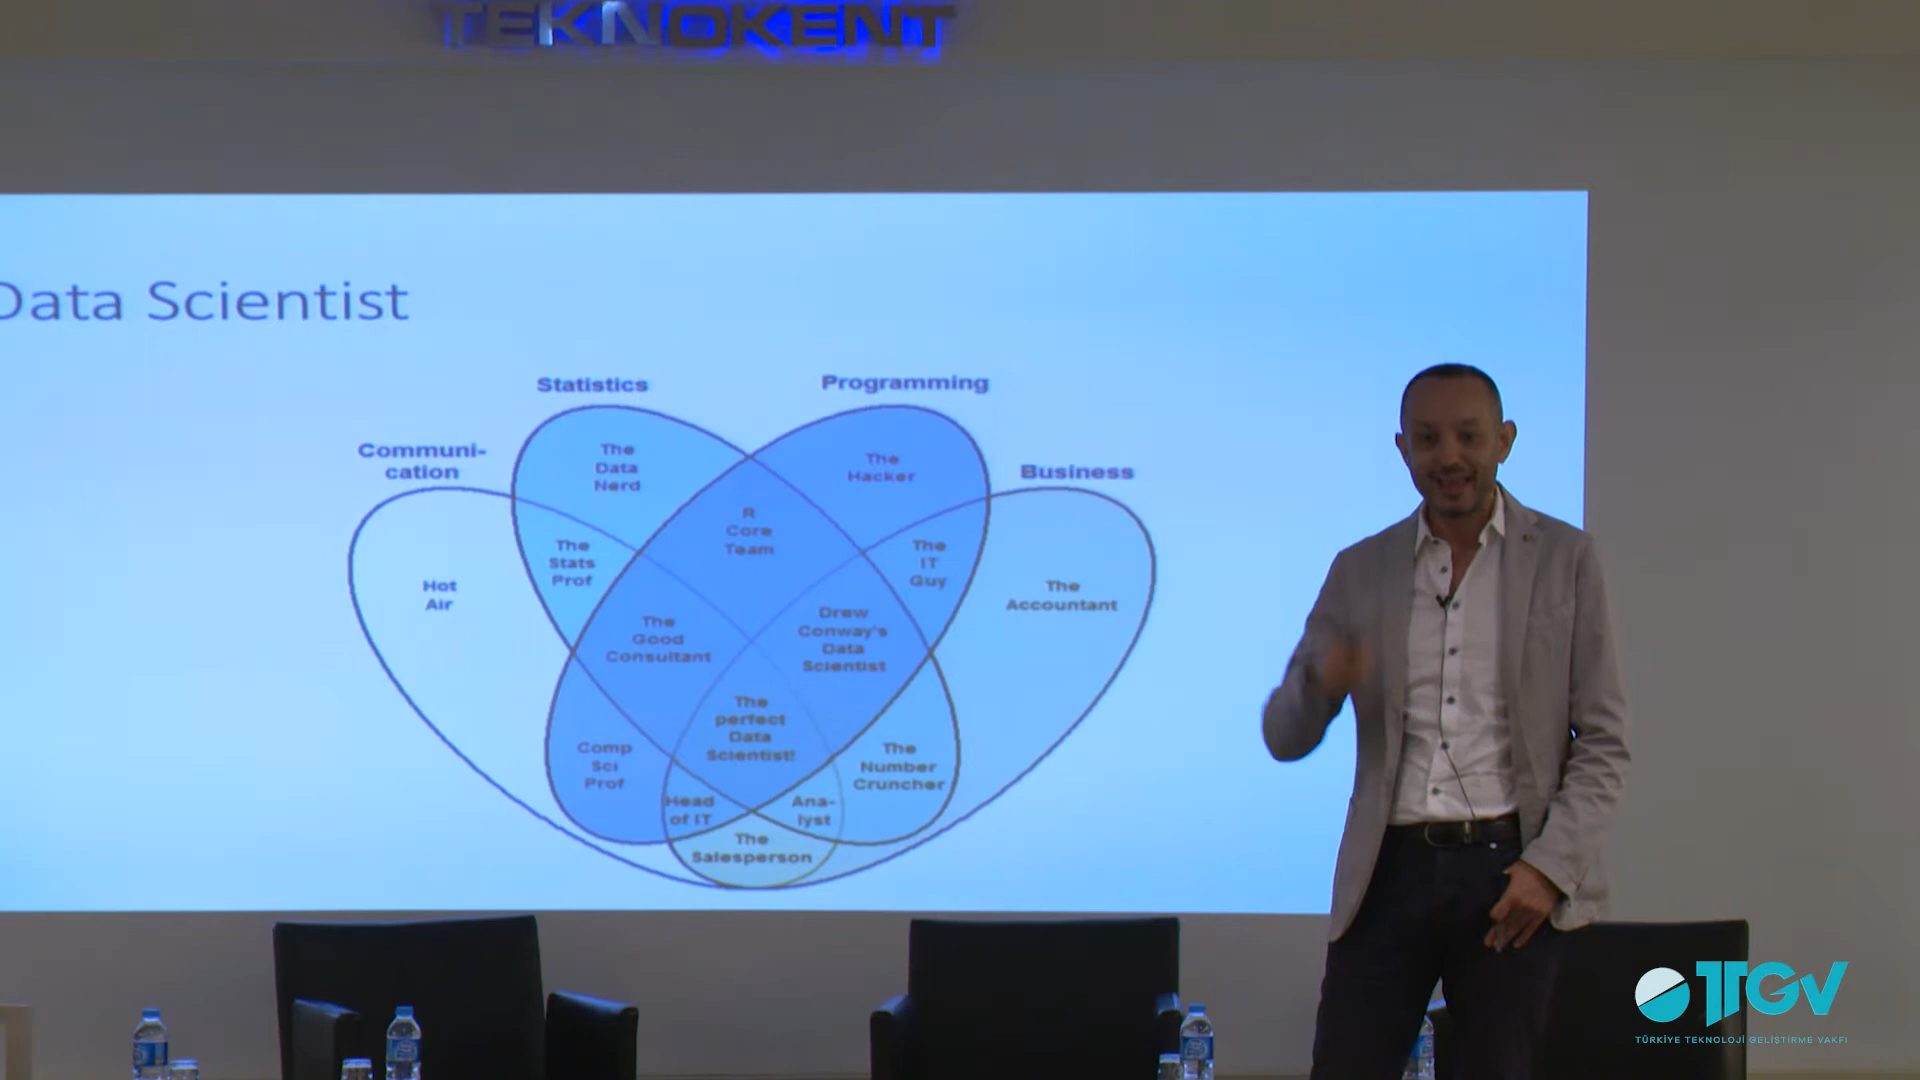 TEKNOKENT
Data Scientist
Statistics
Programming
Communi-
cation
Business
The
Data
Nerd
The
Hacker
R
Core
Team
The
Stats
Prof
The
IT
Guy
Hot
Air
The
Accountant
The
Good
Consultant
Drew
Conway's
Data
Scientist
The
perfect
Data
Scientist!
Comp
Sci
Prof
The
Number
Cruncher
Head
of IT
Ana-
lyst
The
Salesperson
TTGV
TÜRKİYE TEKNOLOJİ GELİŞTİRME VAKFI